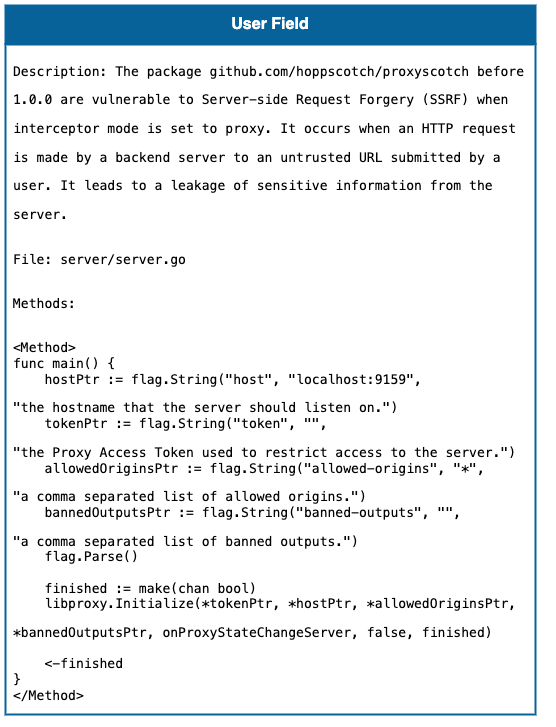 User Field
Description: The package github.com/hoppscotch/proxyscotch before
1.0.0 are vulnerable to Server-side Request Forgery (SSRF) when
interceptor mode is set to proxy. It occurs when an HTTP request
is made by a backend server to an untrusted URL submitted by a
user. It leads to a leakage of sensitive information from the
server.
File: server/server.go
Methods:
<Method>
func main() {
    hostPtr := flag.String("host", "localhost:9159",
"the hostname that the server should listen on.")
    tokenPtr := flag.String("token", "",
"the Proxy Access Token used to restrict access to the server.")
    allowedOriginsPtr := flag.String("allowed-origins", "*",
"a comma separated list of allowed origins.")
    bannedOutputsPtr := flag.String("banned-outputs", "",
"a comma separated list of banned outputs.")
    flag.Parse()
    finished := make(chan bool)
    libproxy.Initialize(*tokenPtr, *hostPtr, *allowedOriginsPtr,
*bannedOutputsPtr, onProxyStateChangeServer, false, finished)
    <-finished
}
</Method>